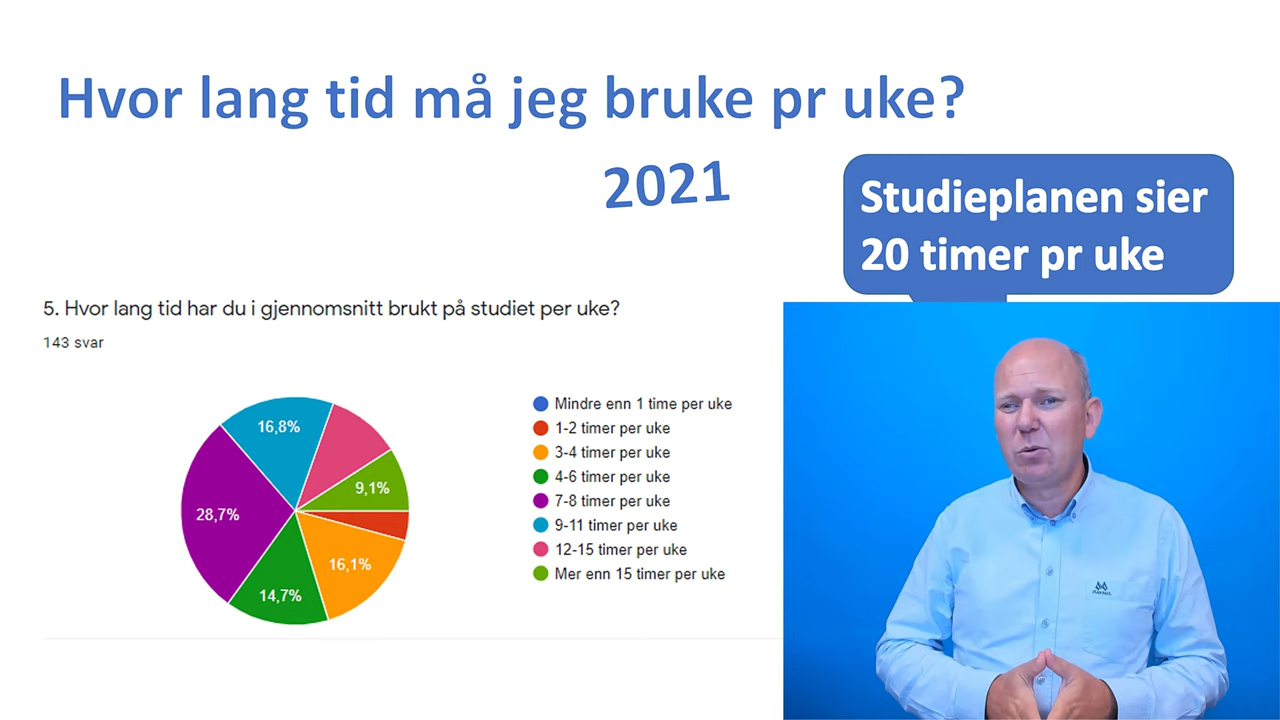 Hvor lang tid må jeg bruke pr uke?
2021
Studieplanen sier
20 timer pr uke
5. Hvor lang tid har du i gjennomsnitt brukt på studiet per uke?
143 svar
16,8%
9,1%
28,7%
16,1%
14,7%
Mindre enn 1 time per uke
1-2 timer per uke
3-4 timer per uke
4-6 timer per uke
7-8 timer per uke
9-11 timer per uke
12-15 timer per uke
Mer enn 15 timer per uke